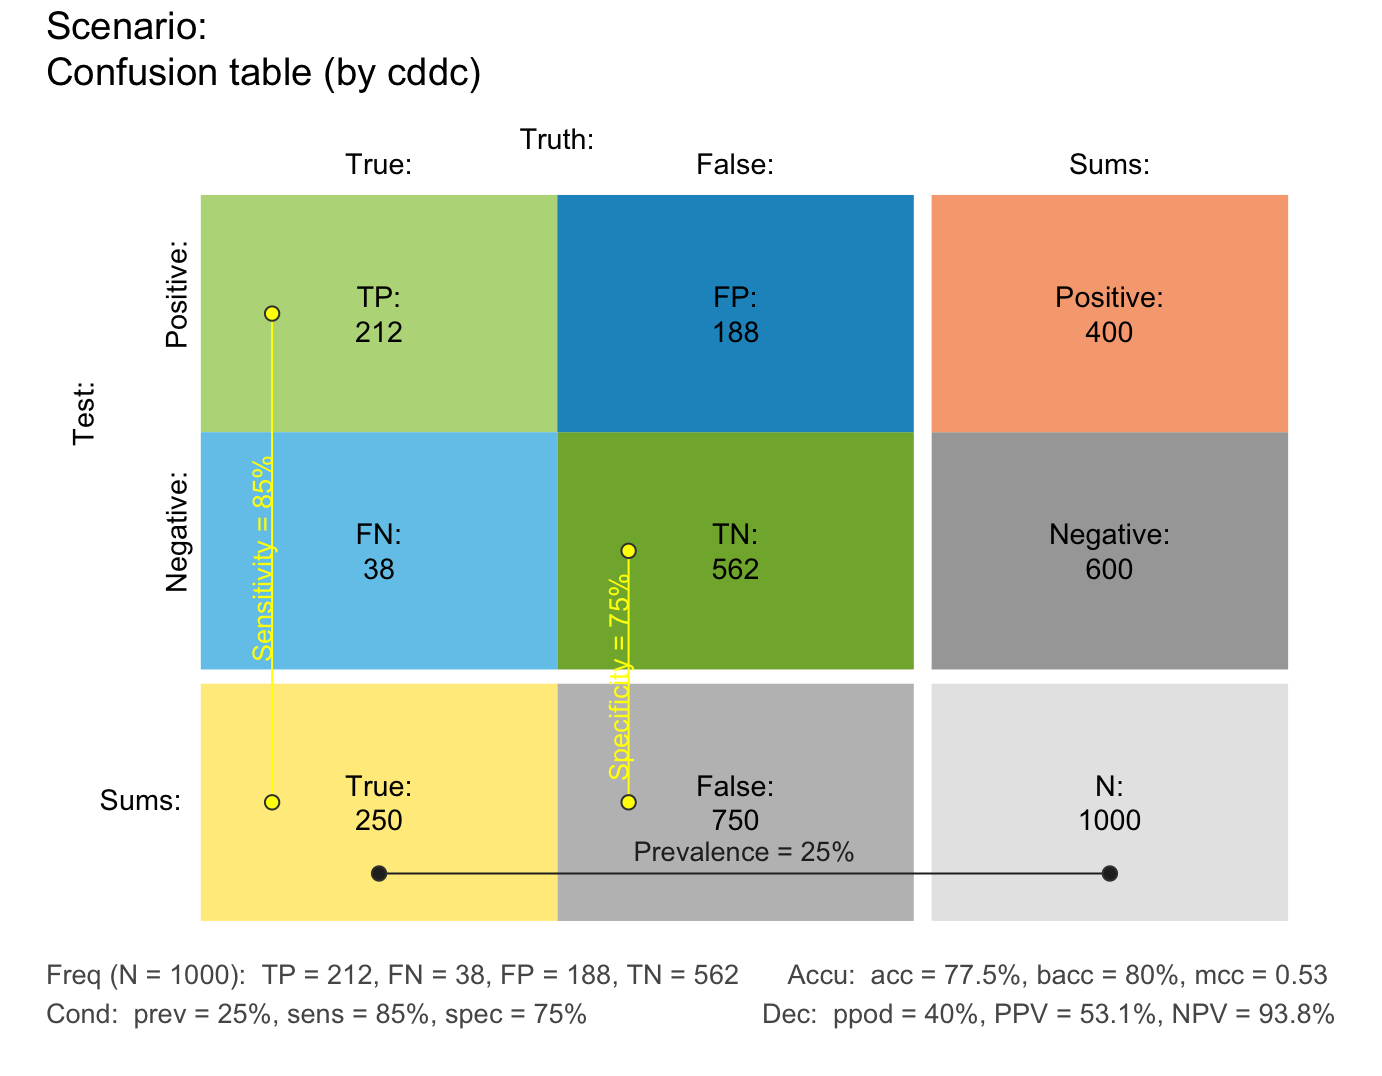 Scenario:
Confusion table (by cddc)
Truth:
True:
False:
Sums:
Test:
Positive:
TP:
212
FP:
188
Positive:
400
Negative:
FN:
38
TN:
562
Negative:
600
Sensitivity = 85%
Specificity = 75%
Sums:
True:
250
False:
750
N:
1000
Prevalence = 25%
Freq (N = 1000):  TP = 212, FN = 38, FP = 188, TN = 562
Accu:  acc = 77.5%, bacc = 80%, mcc = 0.53
Cond:  prev = 25%, sens = 85%, spec = 75%
Dec:  ppod = 40%, PPV = 53.1%, NPV = 93.8%